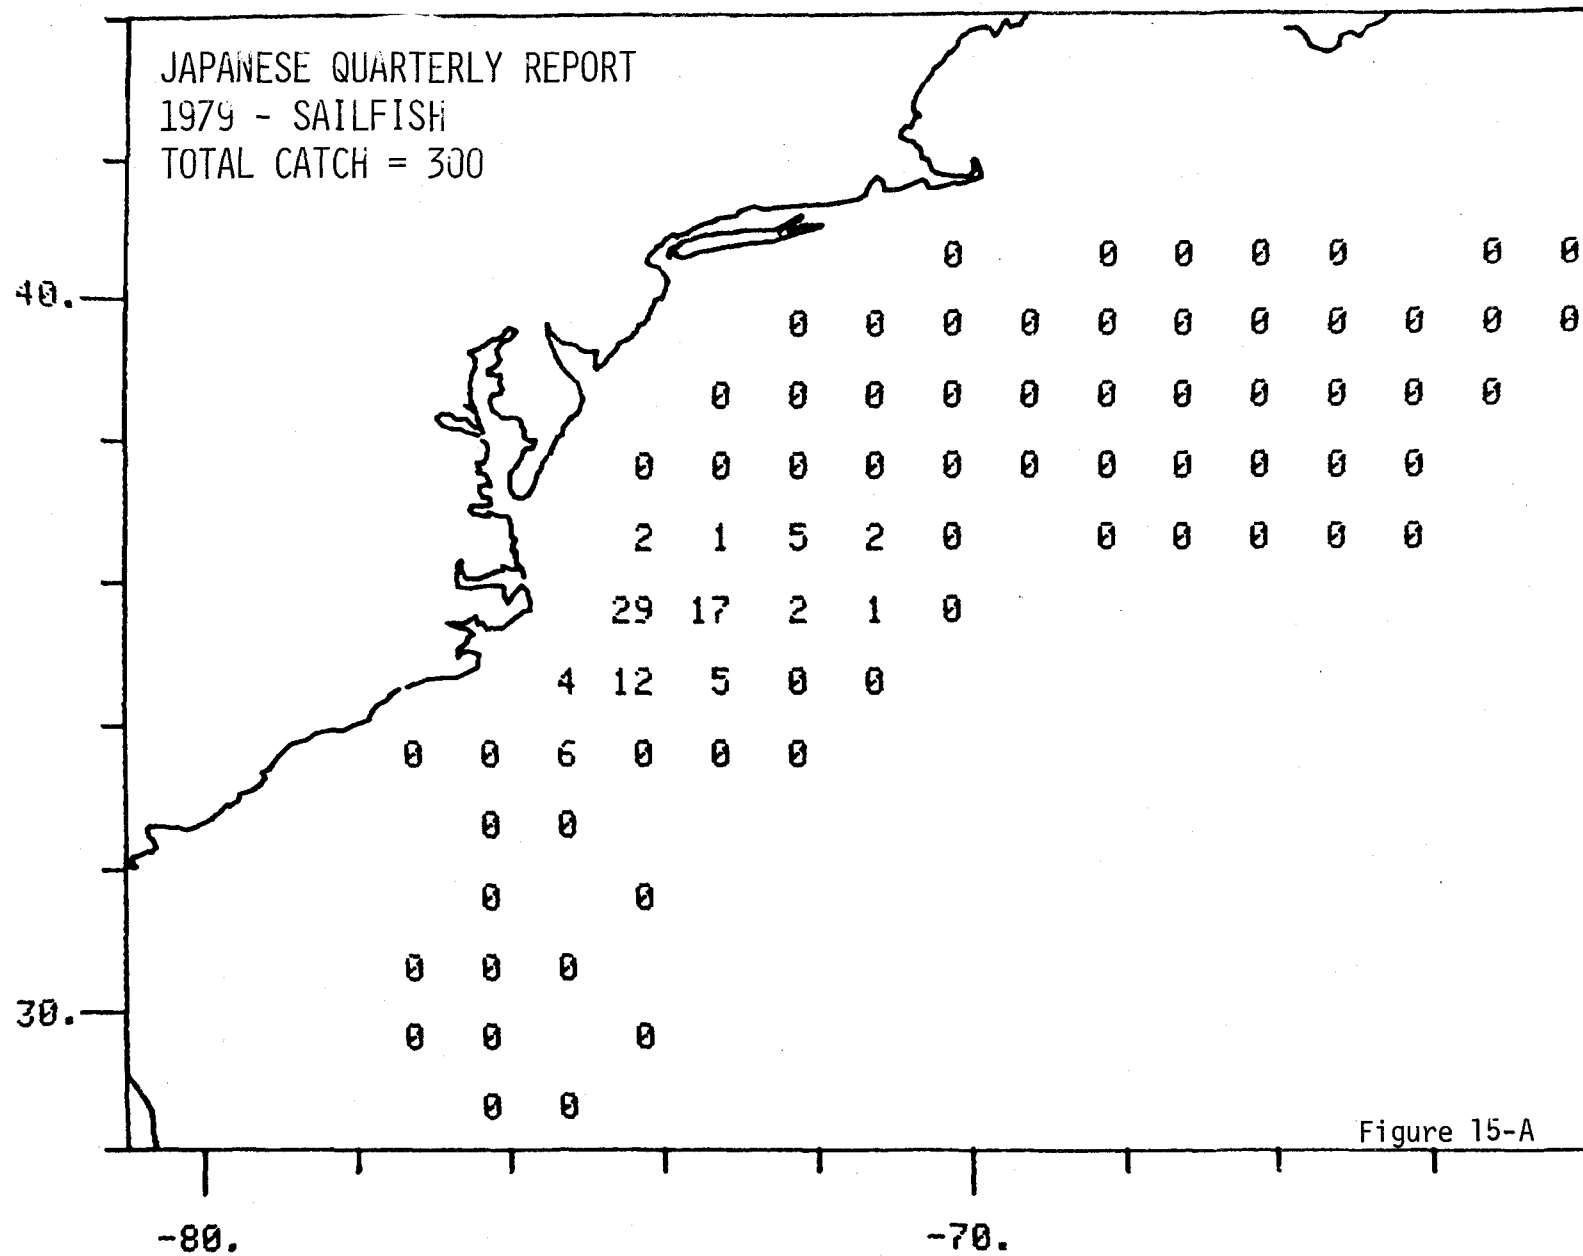 JAPANESE QUARTERLY REPORT
1979 - SAILFISH
TOTAL CATCH = 300
0 0 0 0 0 0 0
40.
0 0 0 0 0 0 0 0 0 0 0
0 0 0 0 0 0 0 0 0 0 0
0 0 0 0 0 0 0 0 0 0 0
2 1 5 2 0 0 0 0 0 0
29 17 2 1 0
4 12 5 0 0
0 0 6 0 0 0
0 0
0 0
0 0 0
30.
0 0 0
0 0
Figure 15-A
-80. -70.